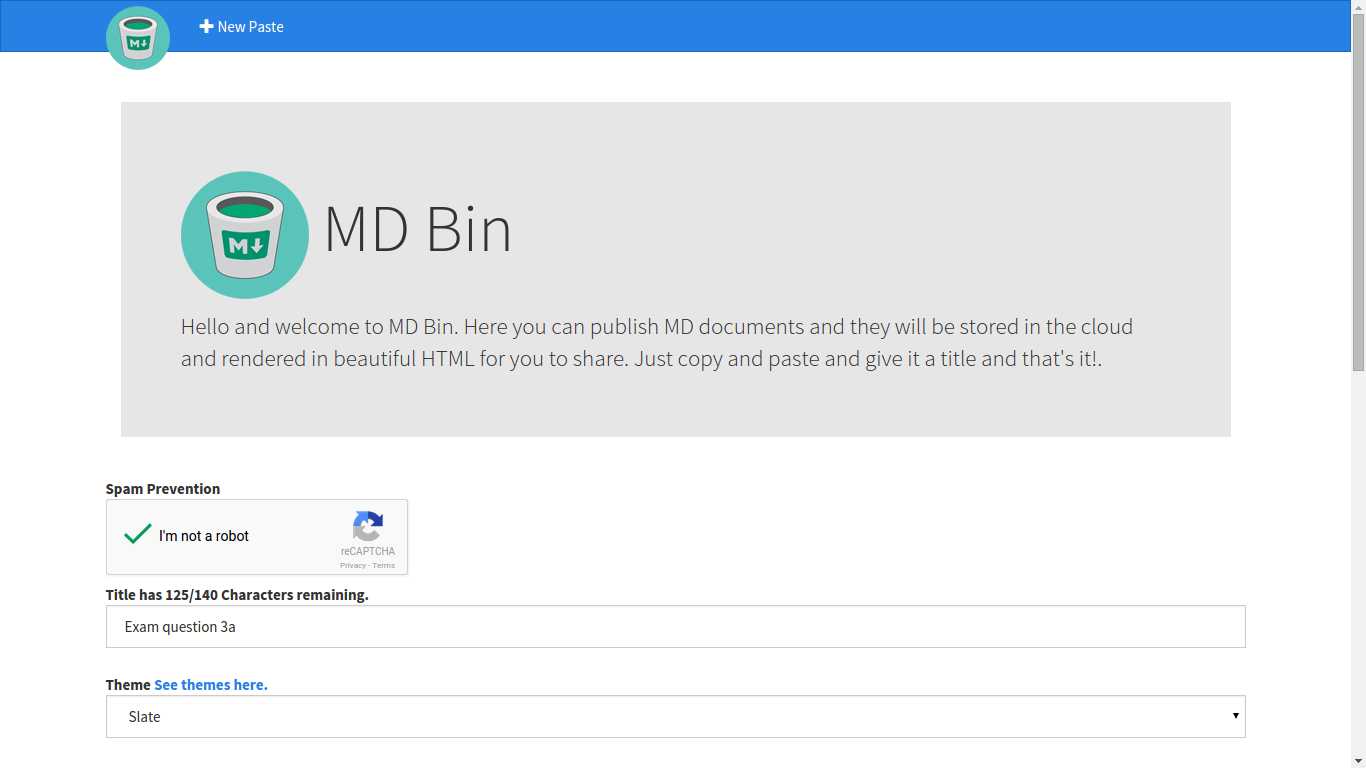 New Paste
M
MD Bin
M
Hello and welcome to MD Bin. Here you can publish MD documents and they will be stored in the cloud
and rendered in beautiful HTML for you to share. Just copy and paste and give it a title and that's it!.
Spam Prevention
I'm not a robot
reCAPTCHA
Privacy - Terms
Title has 125/140 Characters remaining.
Exam question 3a
Theme See themes here.
Slate